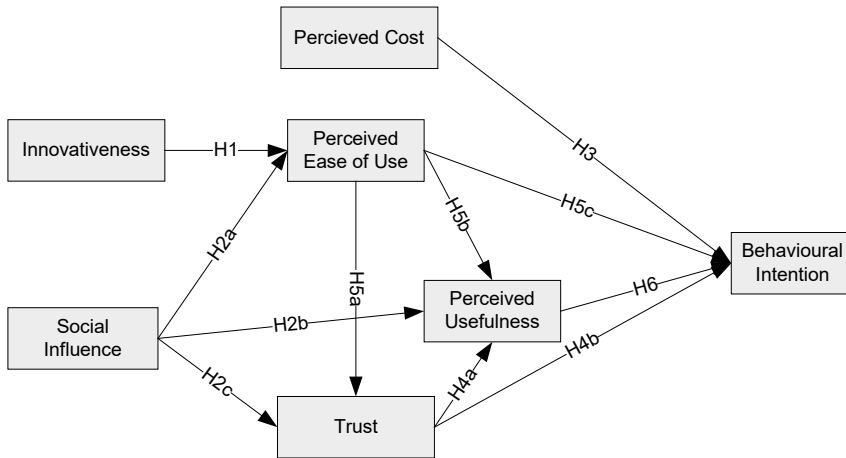 Percieved Cost
H3
Innovativeness
H1
Perceived
Ease of Use
H2a
H5b
H5c
H5a
Behavioural
Intention
Perceived
Usefulness
H6
Social
Influence
H2b
H2c
H4a
H4b
Trust